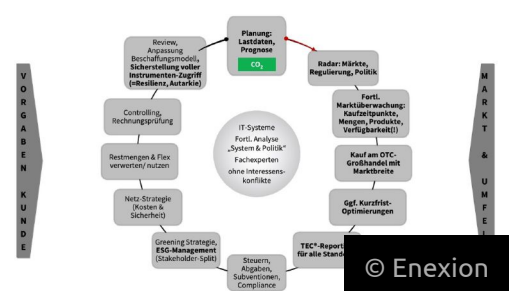 Planung:
Lastdaten,
Prognose
CO₂
Radar: Märkte,
Regulierung, Politik
Fortl.
Marktüberwachung:
Kaufzeitpunkte,
Mengen, Produkte,
Verfügbarkeit(!)
Kauf am OTC-
Großhandel mit
Marktbreite
Ggf. Kurzfrist-
Optimierungen
TEC®-Report
für alle
Steuern,
Abgaben,
Subventionen,
Compliance
Greening Strategie,
ESG-Management
(Stakeholder-Split)
Netz-Strategie
(Kosten &
Sicherheit)
Restmengen & Flex
verwerten/ nutzen
Controlling,
Rechnungsprüfung
Review,
Anpassung
Beschaffungsmodell,
Sicherstellung voller
Instrumenten-Zugriff
(=Resilienz, Autarkie)
IT-Systeme
Fortl. Analyse
„System & Politik“
Fachexperten
ohne Interessens-
konflikte
VORGABEN KUNDE
MARKT & UMFEL
© Enexion